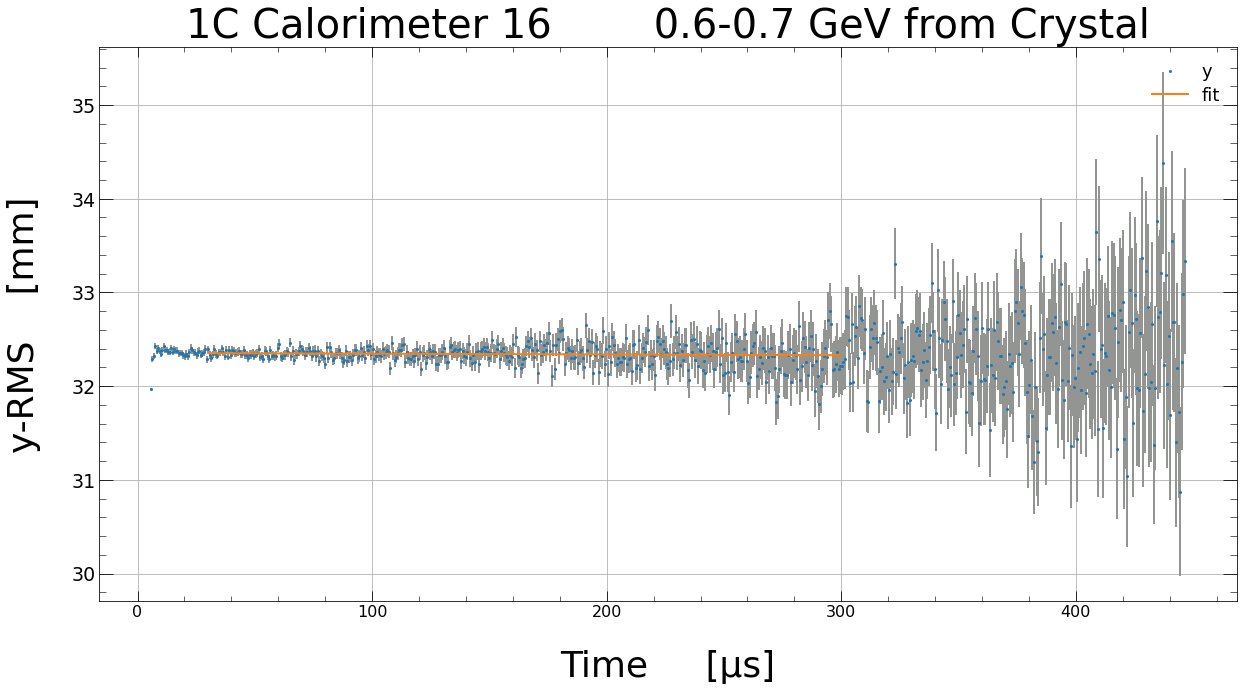 1C Calorimeter 16 0.6-0.7 GeV from Crystal
y
fit
35
34
33
32
31
30
y-RMS [mm]
0 100 200 300 400
Time [μs]